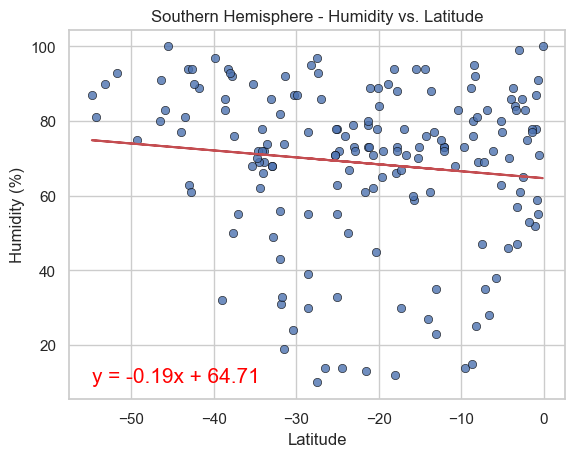 Southern Hemisphere - Humidity vs. Latitude
100
80
60
40
20
Humidity (%)
y = -0.19x + 64.71
−50
−40
−30
−20
−10
0
Latitude